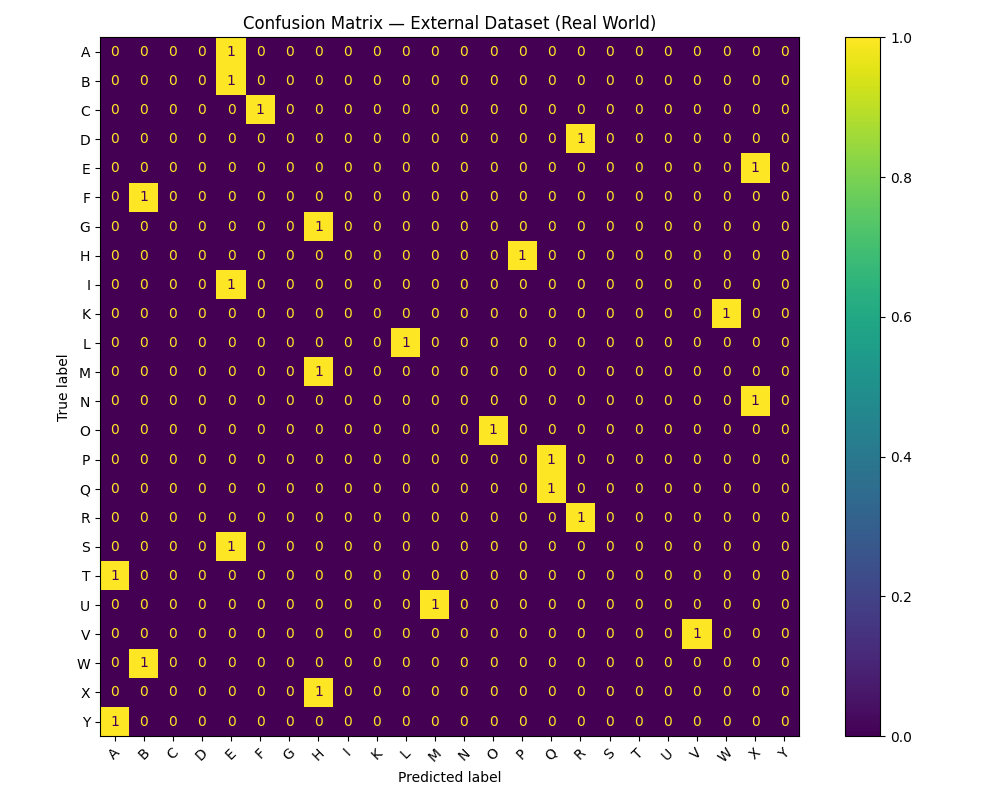 Confusion Matrix — External Dataset (Real World)
A 0 0 0 0 1 0 0 0 0 0 0 0 0 0 0 0 0 0 0 0 0 0 0 0
B 0 0 0 0 1 0 0 0 0 0 0 0 0 0 0 0 0 0 0 0 0 0 0 0
C 0 0 0 0 0 1 0 0 0 0 0 0 0 0 0 0 0 0 0 0 0 0 0 0
D 0 0 0 0 0 0 0 0 0 0 0 0 0 0 0 0 1 0 0 0 0 0 0 0
E 0 0 0 0 0 0 0 0 0 0 0 0 0 0 0 0 0 0 0 0 0 0 1 0
F 0 1 0 0 0 0 0 0 0 0 0 0 0 0 0 0 0 0 0 0 0 0 0 0
G 0 0 0 0 0 0 0 1 0 0 0 0 0 0 0 0 0 0 0 0 0 0 0 0
H 0 0 0 0 0 0 0 0 0 0 0 0 0 0 1 0 0 0 0 0 0 0 0 0
I 0 0 0 0 1 0 0 0 0 0 0 0 0 0 0 0 0 0 0 0 0 0 0 0
K 0 0 0 0 0 0 0 0 0 0 0 0 0 0 0 0 0 0 0 0 0 1 0 0
L 0 0 0 0 0 0 0 0 0 0 1 0 0 0 0 0 0 0 0 0 0 0 0 0
M 0 0 0 0 0 0 0 1 0 0 0 0 0 0 0 0 0 0 0 0 0 0 0 0
N 0 0 0 0 0 0 0 0 0 0 0 0 0 0 0 0 0 0 0 0 0 0 1 0
O 0 0 0 0 0 0 0 0 0 0 0 0 0 1 0 0 0 0 0 0 0 0 0 0
P 0 0 0 0 0 0 0 0 0 0 0 0 0 0 0 1 0 0 0 0 0 0 0 0
Q 0 0 0 0 0 0 0 0 0 0 0 0 0 0 0 1 0 0 0 0 0 0 0 0
R 0 0 0 0 0 0 0 0 0 0 0 0 0 0 0 0 1 0 0 0 0 0 0 0
S 0 0 0 0 1 0 0 0 0 0 0 0 0 0 0 0 0 0 0 0 0 0 0 0
T 1 0 0 0 0 0 0 0 0 0 0 0 0 0 0 0 0 0 0 0 0 0 0 0
U 0 0 0 0 0 0 0 0 0 0 0 1 0 0 0 0 0 0 0 0 0 0 0 0
V 0 0 0 0 0 0 0 0 0 0 0 0 0 0 0 0 0 0 0 0 1 0 0 0
W 0 1 0 0 0 0 0 0 0 0 0 0 0 0 0 0 0 0 0 0 0 0 0 0
X 0 0 0 0 0 0 0 1 0 0 0 0 0 0 0 0 0 0 0 0 0 0 0 0
Y 1 0 0 0 0 0 0 0 0 0 0 0 0 0 0 0 0 0 0 0 0 0 0 0
A B C D E F G H I K L M N O P Q R S T U V W X Y
Predicted label
True label
1.0
0.8
0.6
0.4
0.2
0.0